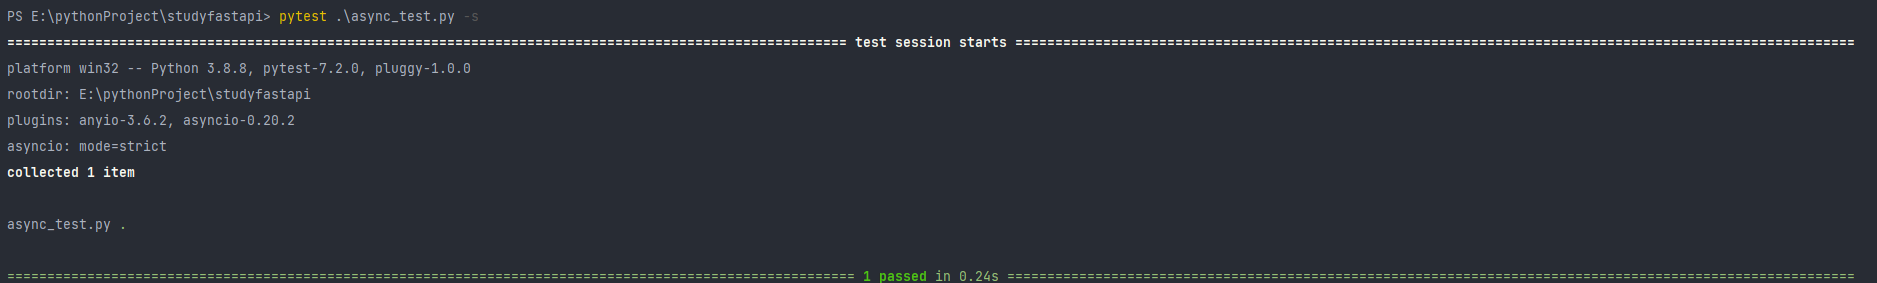 PS E:\pythonProject\studyfastapi> pytest .\async_test.py -s
========================================================================================================= test session starts =========================================================================================================
platform win32 -- Python 3.8.8, pytest-7.2.0, pluggy-1.0.0
rootdir: E:\pythonProject\studyfastapi
plugins: anyio-3.6.2, asyncio-0.20.2
asyncio: mode=strict
collected 1 item
async_test.py .
========================================================================================================== 1 passed in 0.24s ==========================================================================================================